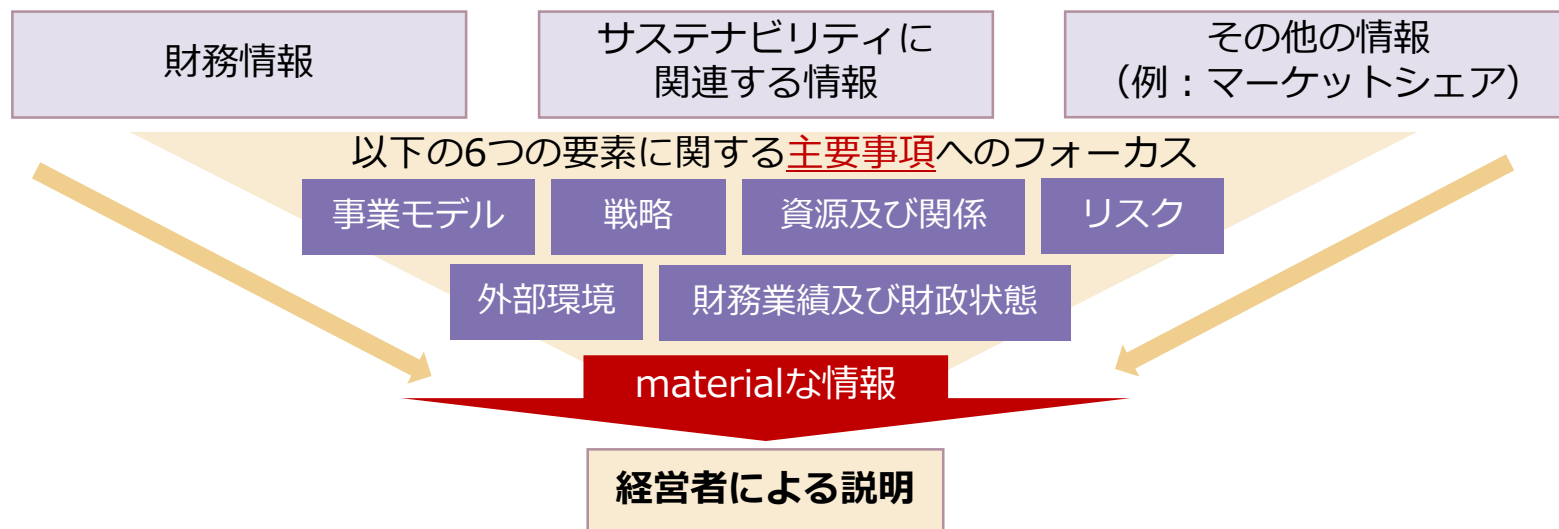 財務情報
サステナビリティに
関連する情報
その他の情報
（例：マーケットシェア）
以下の6つの要素に関する主要事項へのフォーカス
事業モデル
戦略
資源及び関係
リスク
外部環境
財務業績及び財政状態
materialな情報
経営者による説明